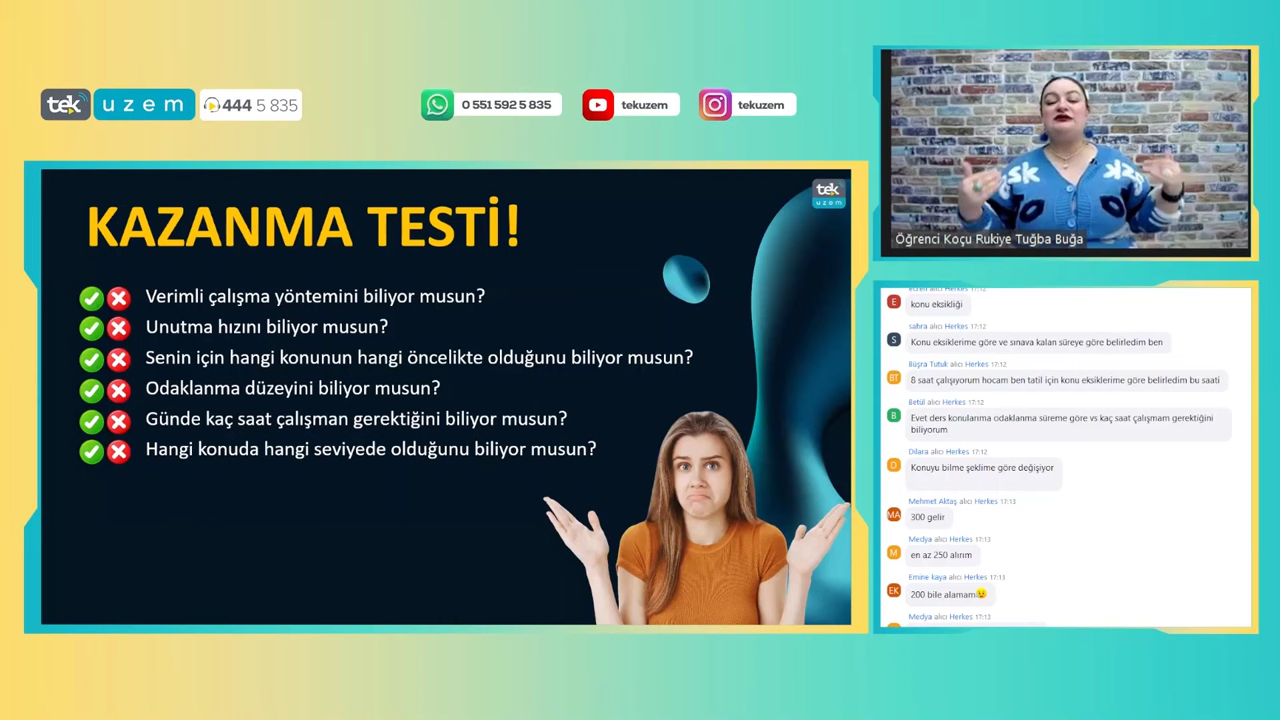 tek
uzem
444 5 835
0 551 592 5 835
tekuzem
tekuzem
tek
uzem
KAZANMA TESTİ!
Verimli çalışma yöntemini biliyor musun?
Unutma hızını biliyor musun?
Senin için hangi konunun hangi öncelikte olduğunu biliyor musun?
Odaklanma düzeyini biliyor musun?
Günde kaç saat çalışman gerektiğini biliyor musun?
Hangi konuda hangi seviyede olduğunu biliyor musun?
Öğrenci Koçu Rukiye Tuğba Buğa
alıcı Herkes 17:12
E
konu eksikliği
sahra alıcı Herkes 17:12
S
Konu eksiklerime göre ve sınava kalan süreye göre belirledim ben
Büşra Tutuk alıcı Herkes 17:12
BT
8 saat çalışıyorum hocam ben tatil için konu eksiklerime göre belirledim bu saati
Betül alıcı Herkes 17:12
B
Evet ders konularıma odaklanma süreme göre vs kaç saat çalışmam gerektiğini
biliyorum
Dilara alıcı Herkes 17:12
D
Konuyu bilme şeklime göre değişiyor
Mehmet Aktaş alıcı Herkes 17:13
MA
300 gelir
Medya alıcı Herkes 17:13
M
en az 250 alırım
Emine kaya alıcı Herkes 17:13
EK
200 bile alamam
Medya alıcı Herkes 17:13